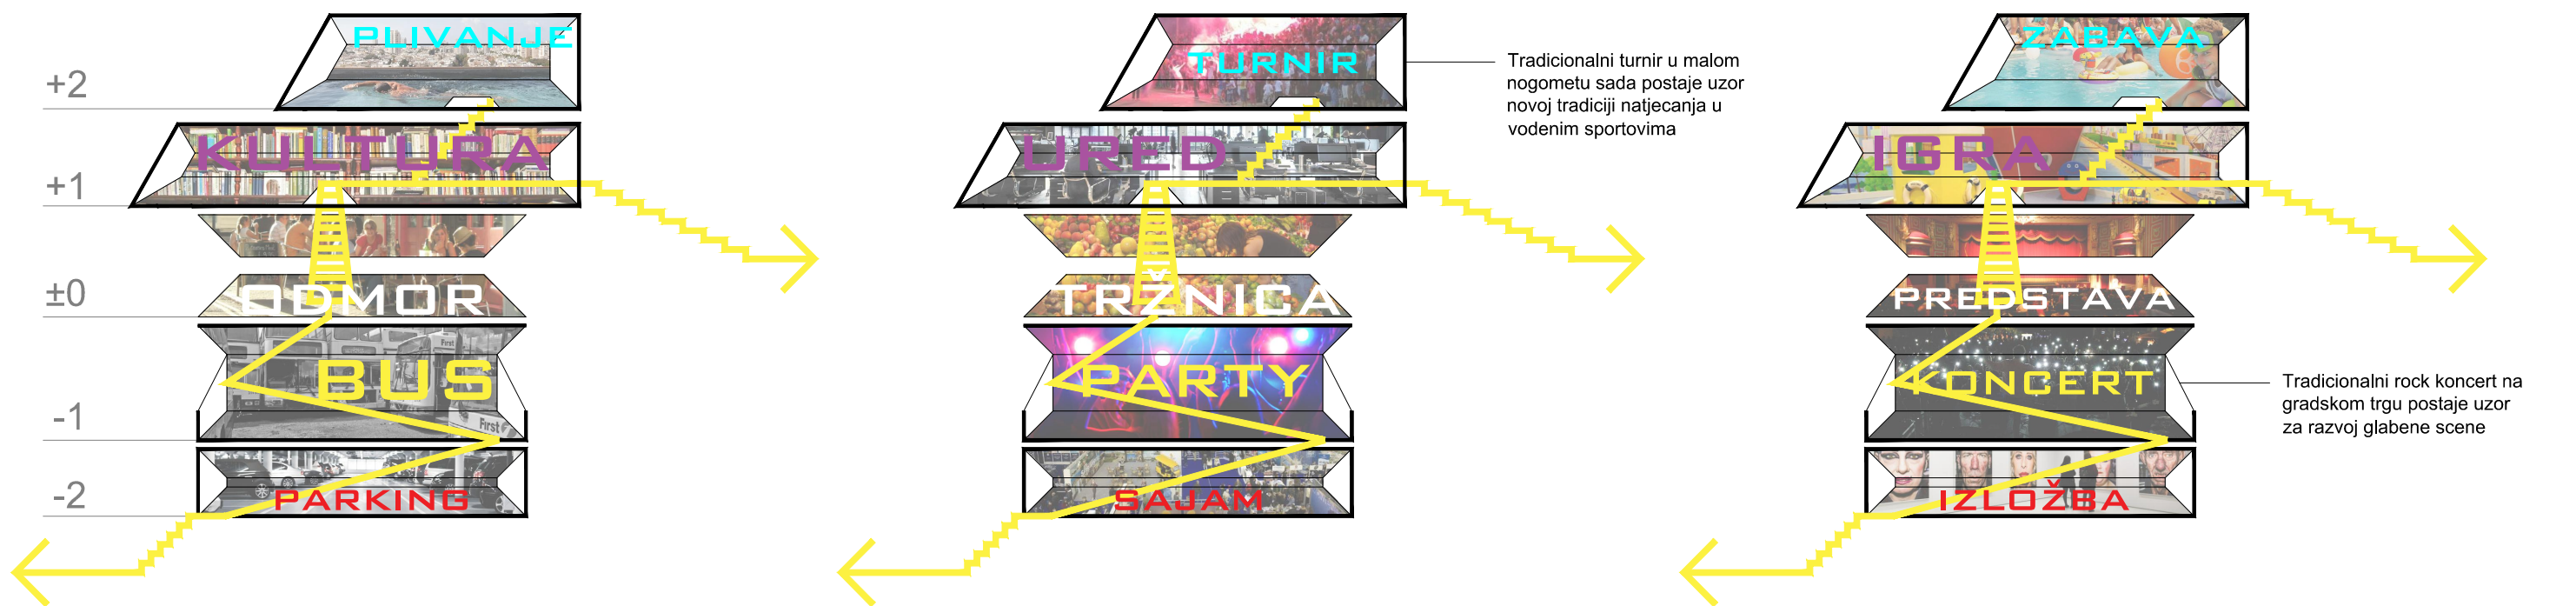 PLIVANJE
+2
KULTURA
+1
ODMOR
±0
BUS
First
First
-1
PARKING
-2
TURNIR
Tradicionalni turnir u malom
nogometu sada postaje uzor
novoj tradiciji natjecanja u
vodenim sportovima
URED
TRŽNICA
PARTY
SAJAM
ZABAVA
IGRA
PREDSTAVA
KONCERT
Tradicionalni rock koncert na
gradskom trgu postaje uzor
za razvoj glabene scene
IZLOŽBA